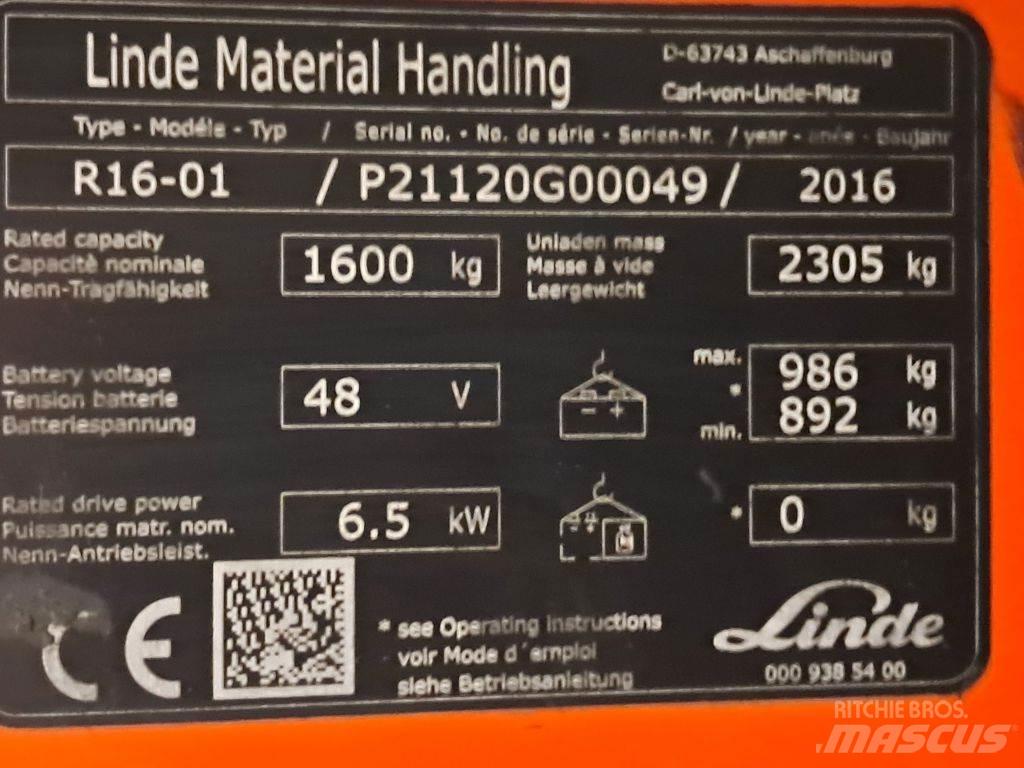 Linde Material Handling
D-63743 Aschaffenburg
Carl-von-Linde-Platz
Type - Modéle - Typ / Serial no. - No. de série - Serien-Nr. / year - année - Baujahr
R16-01 / P21120G00049 / 2016
Rated capacity
Capacitè nominale
Nenn-Tragfähigkeit
1600 kg
Unladen mass
Masse à vide
Leergewicht
2305 kg
Battery voltage
Tension batterie
Batteriespannung
48 V
- +
max.
*
min.
986 kg
892 kg
Rated drive power
Puissance matr. nom.
Nenn-Antriebsleist.
6.5 kW
* 0 kg
CE
* see Operating instructions
voir Mode d´emploi
siehe Betriebsanleitung
Linde
000 938 54 00
RITCHIE BROS.
MASCUS